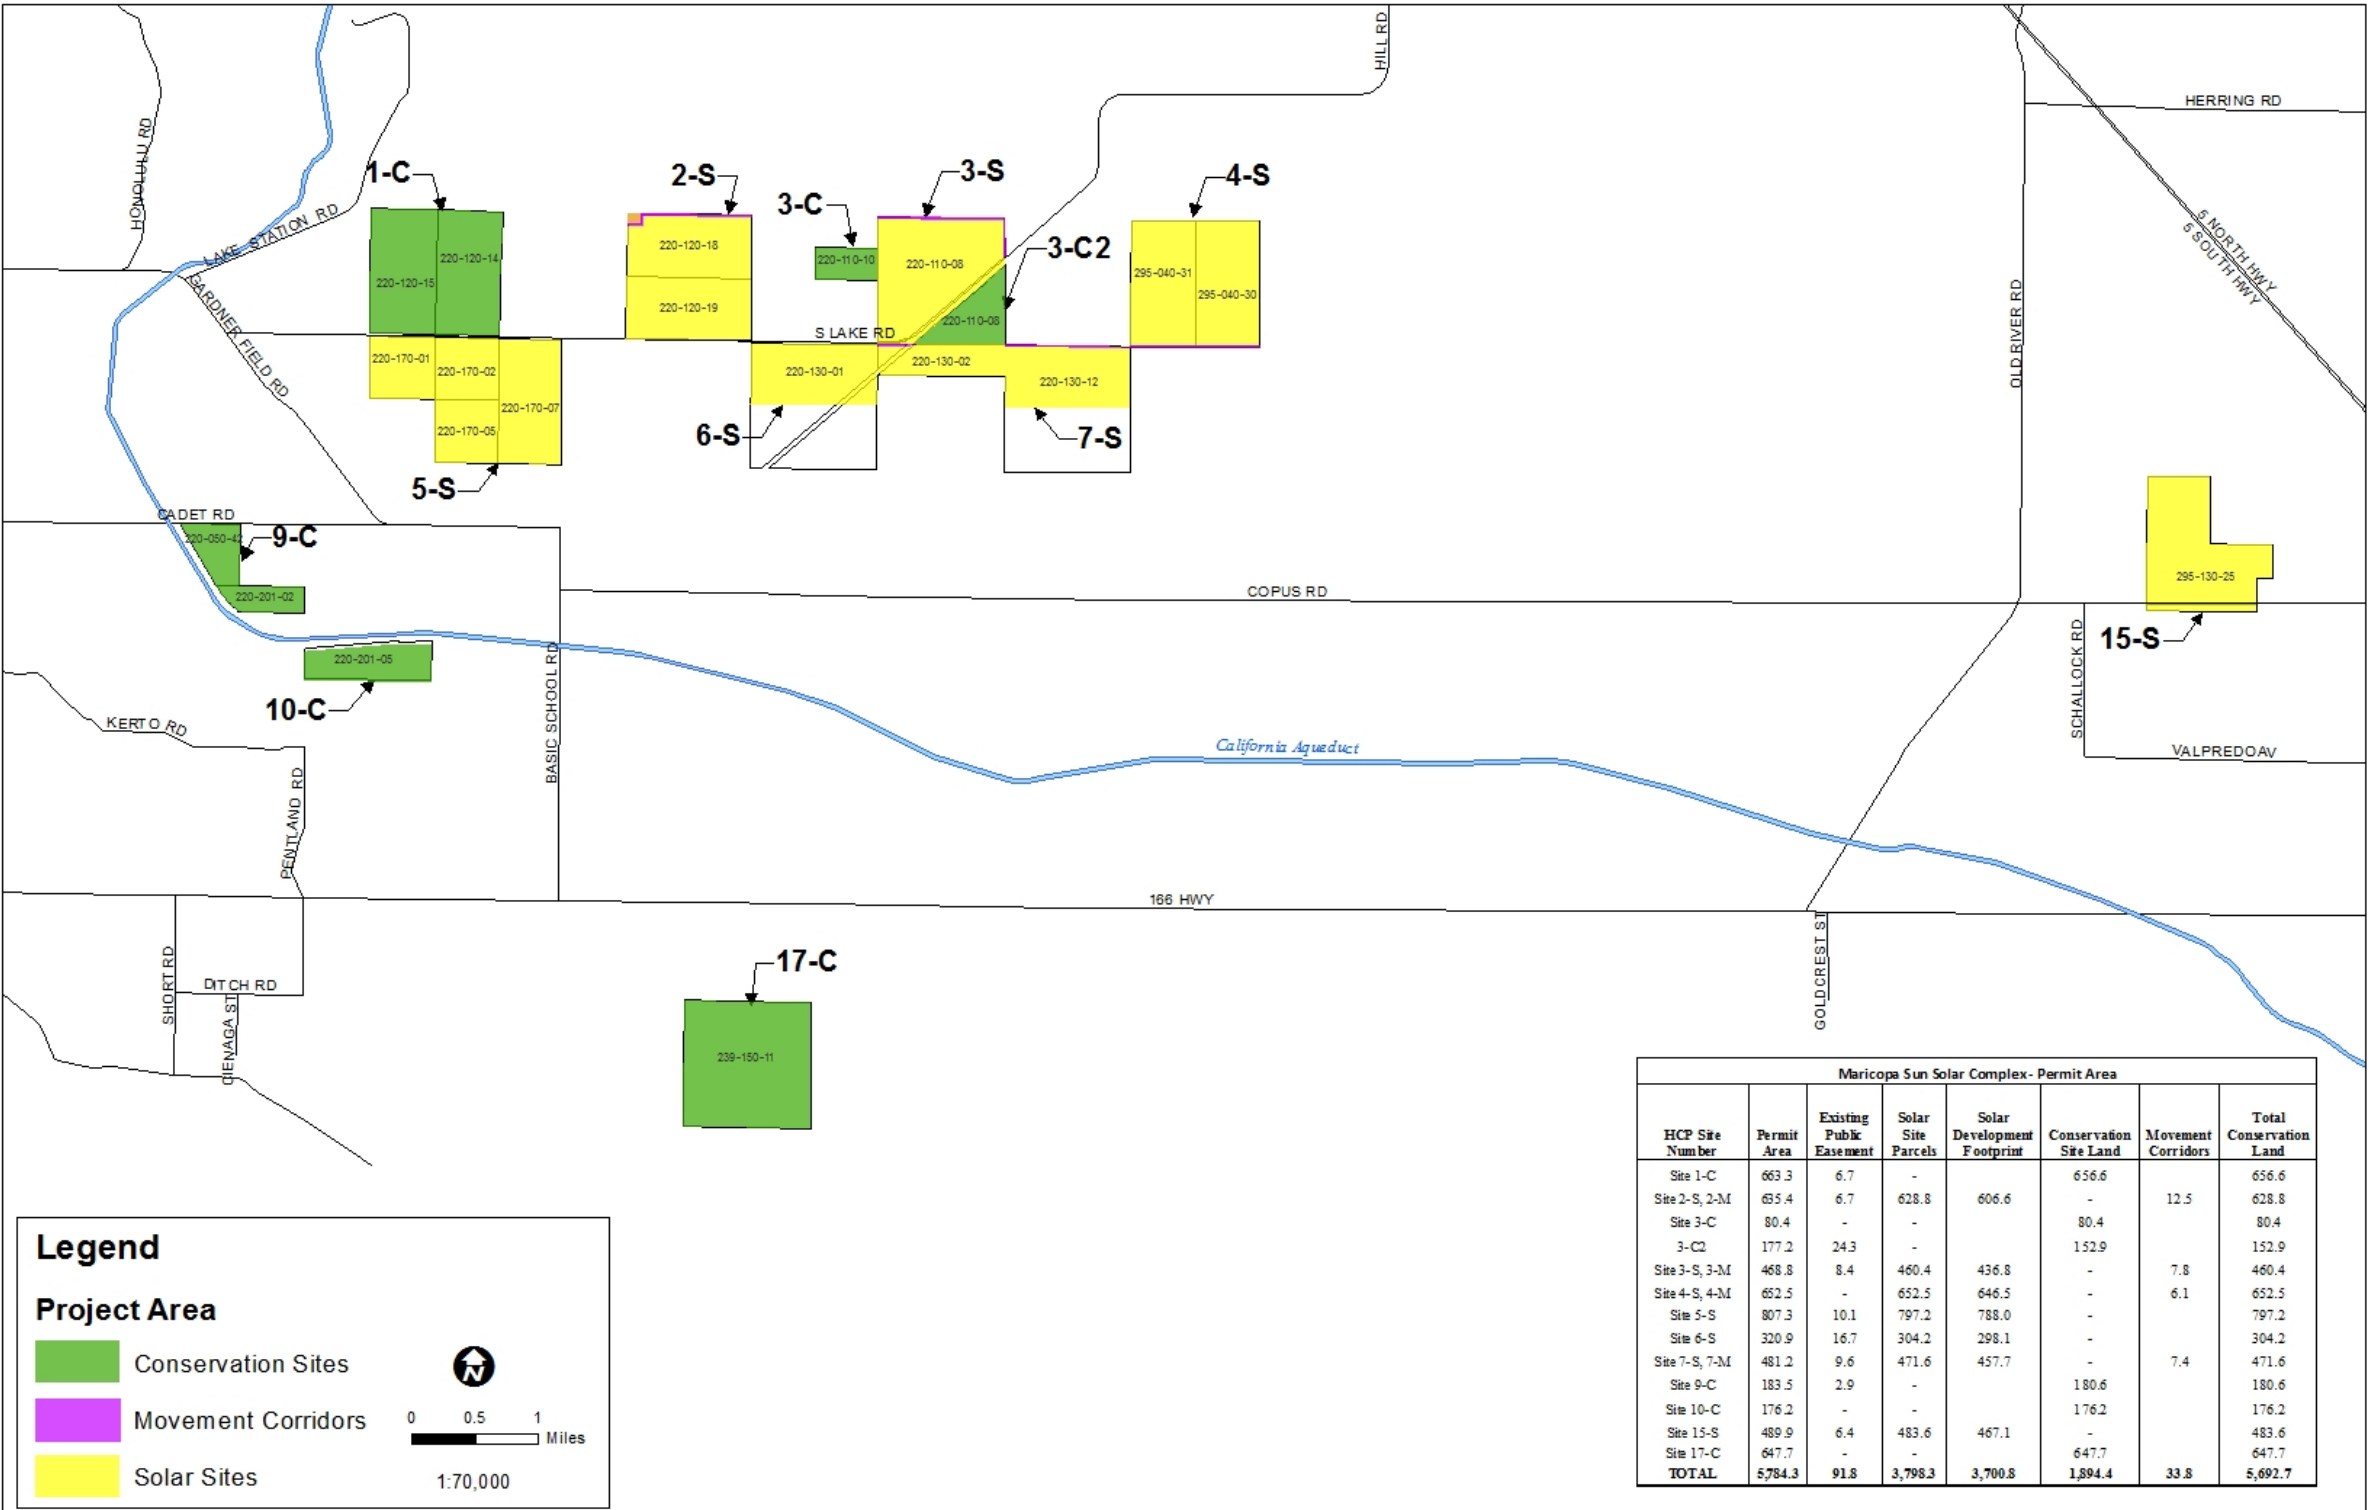 HILL RD
HERRING RD
HONOLULU RD
1-C
2-S
3-S
4-S
3-C
LAKE STATION RD
3-C2
5 NORTH HWY
5 SOUTH HWY
220-120-14
220-120-15
220-120-18
220-110-10
220-110-08
295-040-31
295-040-30
GARDNER FIELD RD
220-120-19
220-110-08
S LAKE RD
OLD RIVER RD
220-170-01
220-170-02
220-130-01
220-130-02
220-130-12
220-170-07
220-170-05
6-S
7-S
5-S
CADET RD
220-050-42
9-C
220-201-02
COPUS RD
295-130-25
15-S
220-201-05
10-C
BASIC SCHOOL RD
SCHALLOCK RD
KERTO RD
California Aqueduct
VALPREDO AV
PENTLAND RD
166 HWY
SHORT RD
DITCH RD
CIENAGA ST
17-C
GOLDCREST ST
239-150-11
Maricopa Sun Solar Complex- Permit Area
HCP Site Number Permit Area Existing Public Easement Solar Site Parcels Solar Development Footprint Conservation Site Land Movement Corridors Total Conservation Land
Site 1-C 663.3 6.7 - 656.6 656.6
Site 2-S, 2-M 635.4 6.7 628.8 606.6 - 12.5 628.8
Site 3-C 80.4 - - 80.4 80.4
3-C2 177.2 24.3 - 152.9 152.9
Site 3-S, 3-M 468.8 8.4 460.4 436.8 - 7.8 460.4
Site 4-S, 4-M 652.5 - 652.5 646.5 - 6.1 652.5
Site 5-S 807.3 10.1 797.2 788.0 - 797.2
Site 6-S 320.9 16.7 304.2 298.1 - 304.2
Site 7-S, 7-M 481.2 9.6 471.6 457.7 - 7.4 471.6
Site 9-C 183.5 2.9 - 180.6 180.6
Site 10-C 176.2 - - 176.2 176.2
Site 15-S 489.9 6.4 483.6 467.1 - 483.6
Site 17-C 647.7 - - 647.7 647.7
TOTAL 5,784.3 91.8 3,798.3 3,700.8 1,894.4 33.8 5,692.7
Legend
Project Area
Conservation Sites
N
Movement Corridors
0 0.5 1
Miles
Solar Sites
1:70,000